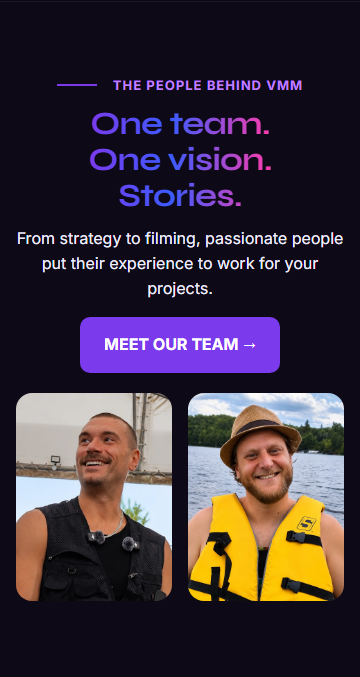 THE PEOPLE BEHIND VMM
One team.
One vision.
Stories.
From strategy to filming, passionate people
put their experience to work for your
projects.
MEET OUR TEAM →
S